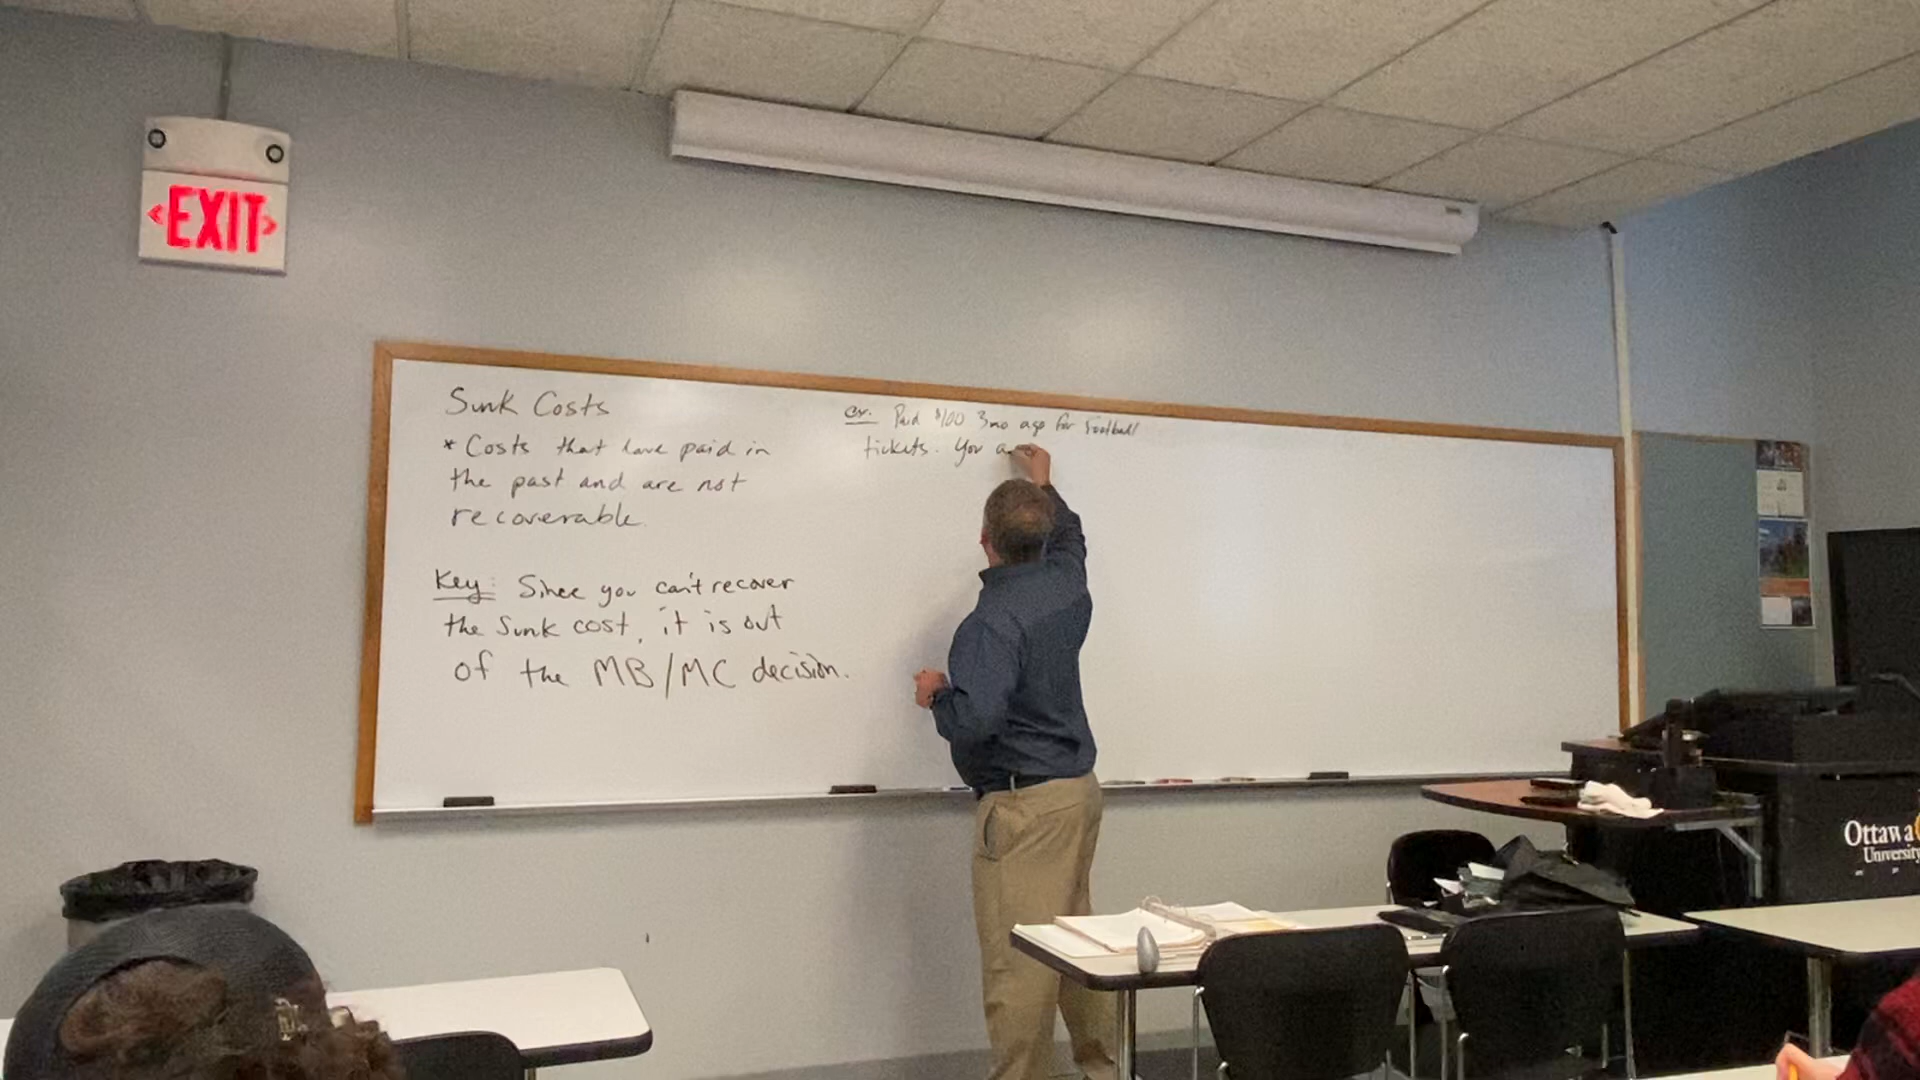 EXIT
Sunk Costs
* Costs that have paid in
the past and are not
recoverable.
Key: Since you can't recover
the Sunk cost, it is out
of the MB/MC decision.
ex. Paid $100 3mo ago for Football
tickets. You a
Ottawa
University